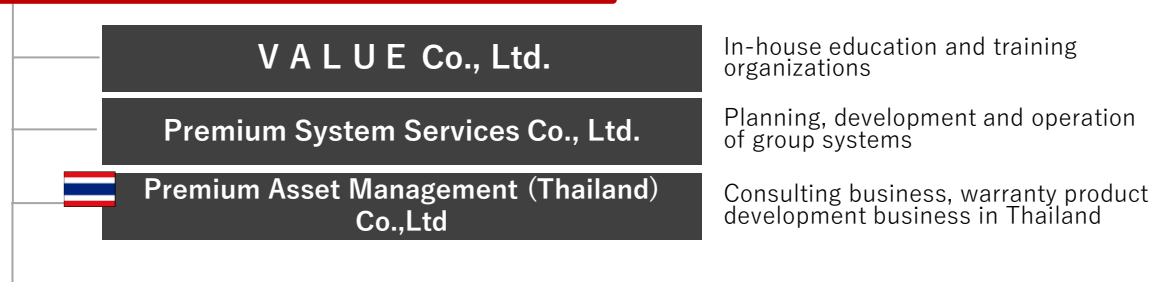 V A L U E Co., Ltd.
In-house education and training
organizations
Premium System Services Co., Ltd.
Planning, development and operation
of group systems
Premium Asset Management (Thailand)
Co.,Ltd
Consulting business, warranty product
development business in Thailand